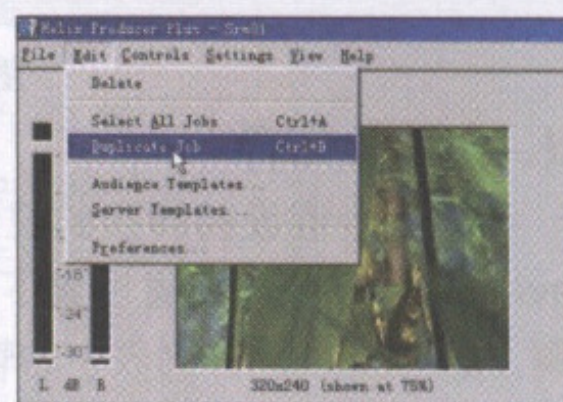 Helix Producer Plus - Srm01
File Edit Controls Settings View Help
Delete
Select All Jobs Ctrl+A
Duplicate Job Ctrl+B
Audience Templates...
Server Templates...
Preferences...
-18
-24
-30
L dB R
320x240 (shown at 75%)